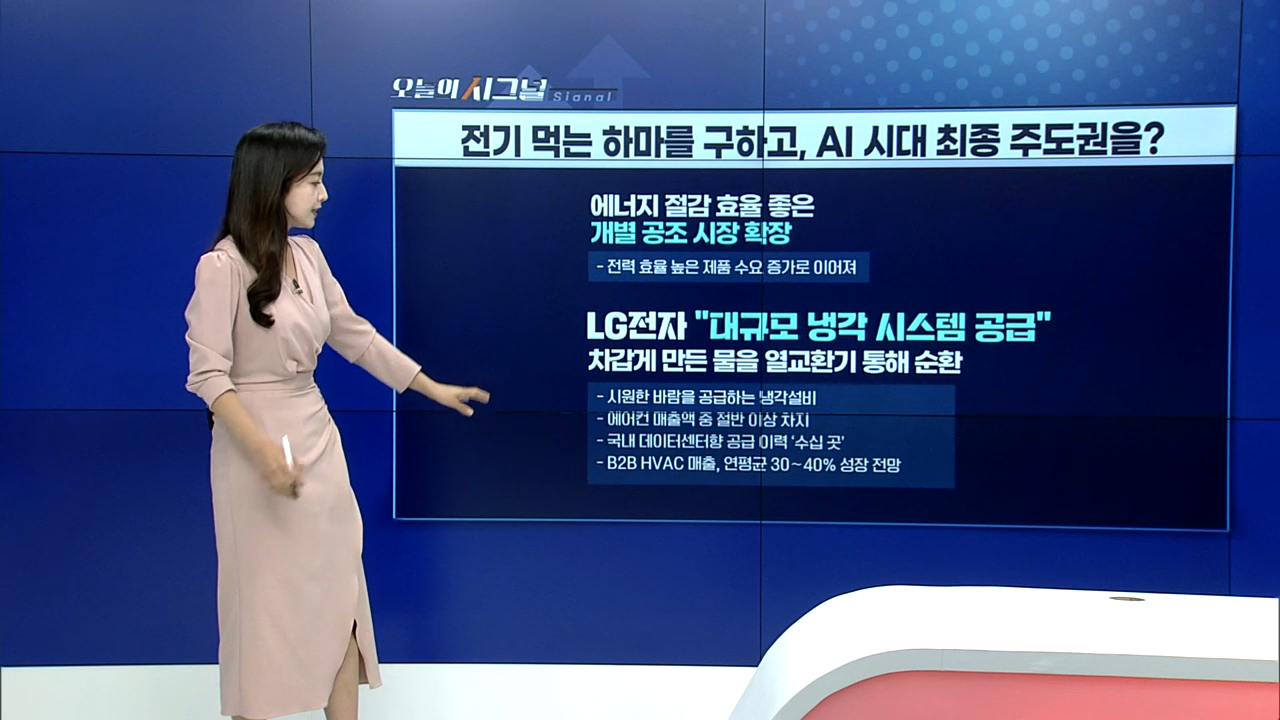 오늘의 시그널
Signal
전기 먹는 하마를 구하고, AI 시대 최종 주도권을?
에너지 절감 효율 좋은
개별 공조 시장 확장
- 전력 효율 높은 제품 수요 증가로 이어져
LG전자 "대규모 냉각 시스템 공급"
차갑게 만든 물을 열교환기 통해 순환
- 시원한 바람을 공급하는 냉각설비
- 에어컨 매출액 중 절반 이상 차지
- 국내 데이터센터향 공급 이력 '수십 곳'
- B2B HVAC 매출, 연평균 30~40% 성장 전망